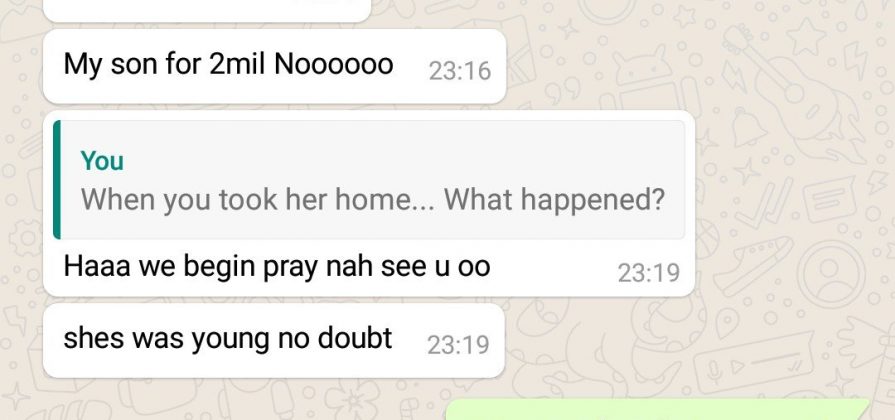 My son for 2mil Noooooo 23:16
You
When you took her home... What happened?
Haaa we begin pray nah see u oo 23:19
shes was young no doubt 23:19